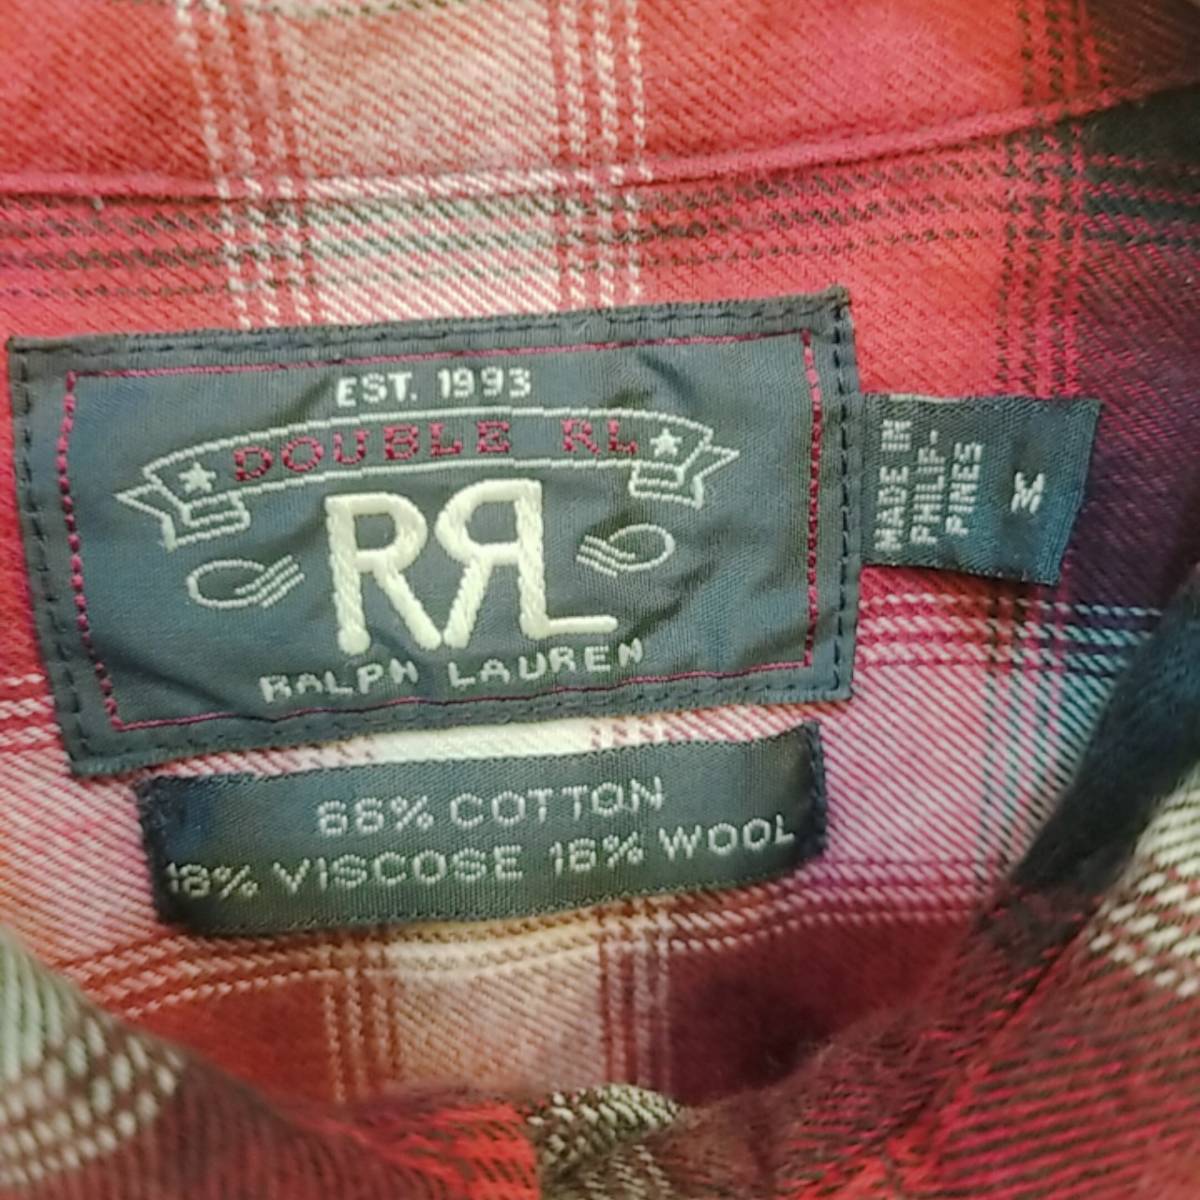 EST. 1993
DOUBLE RL
RRL
RALPH LAUREN
MADE IN
PHILIP-
PINES
M
66% COTTON
18% VISCOSE 16% WOOL